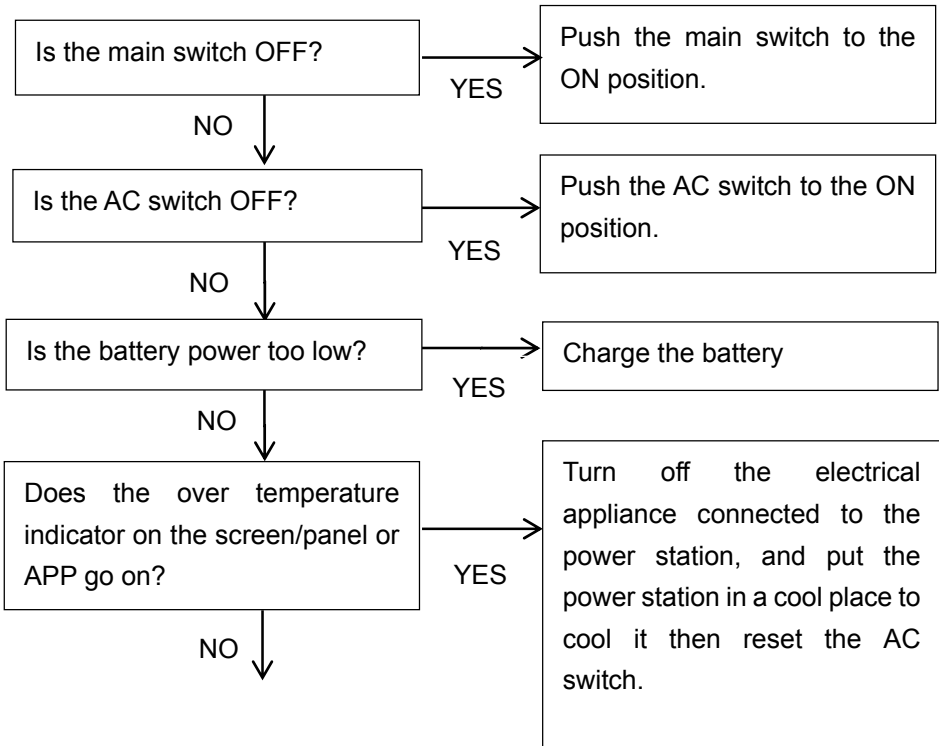 Is the main switch OFF?
YES
Push the main switch to the
ON position.
NO
Is the AC switch OFF?
YES
Push the AC switch to the ON
position.
NO
Is the battery power too low?
YES
Charge the battery
NO
Does the over temperature
indicator on the screen/panel or
APP go on?
YES
Turn off the electrical
appliance connected to the
power station, and put the
power station in a cool place to
cool it then reset the AC
switch.
NO